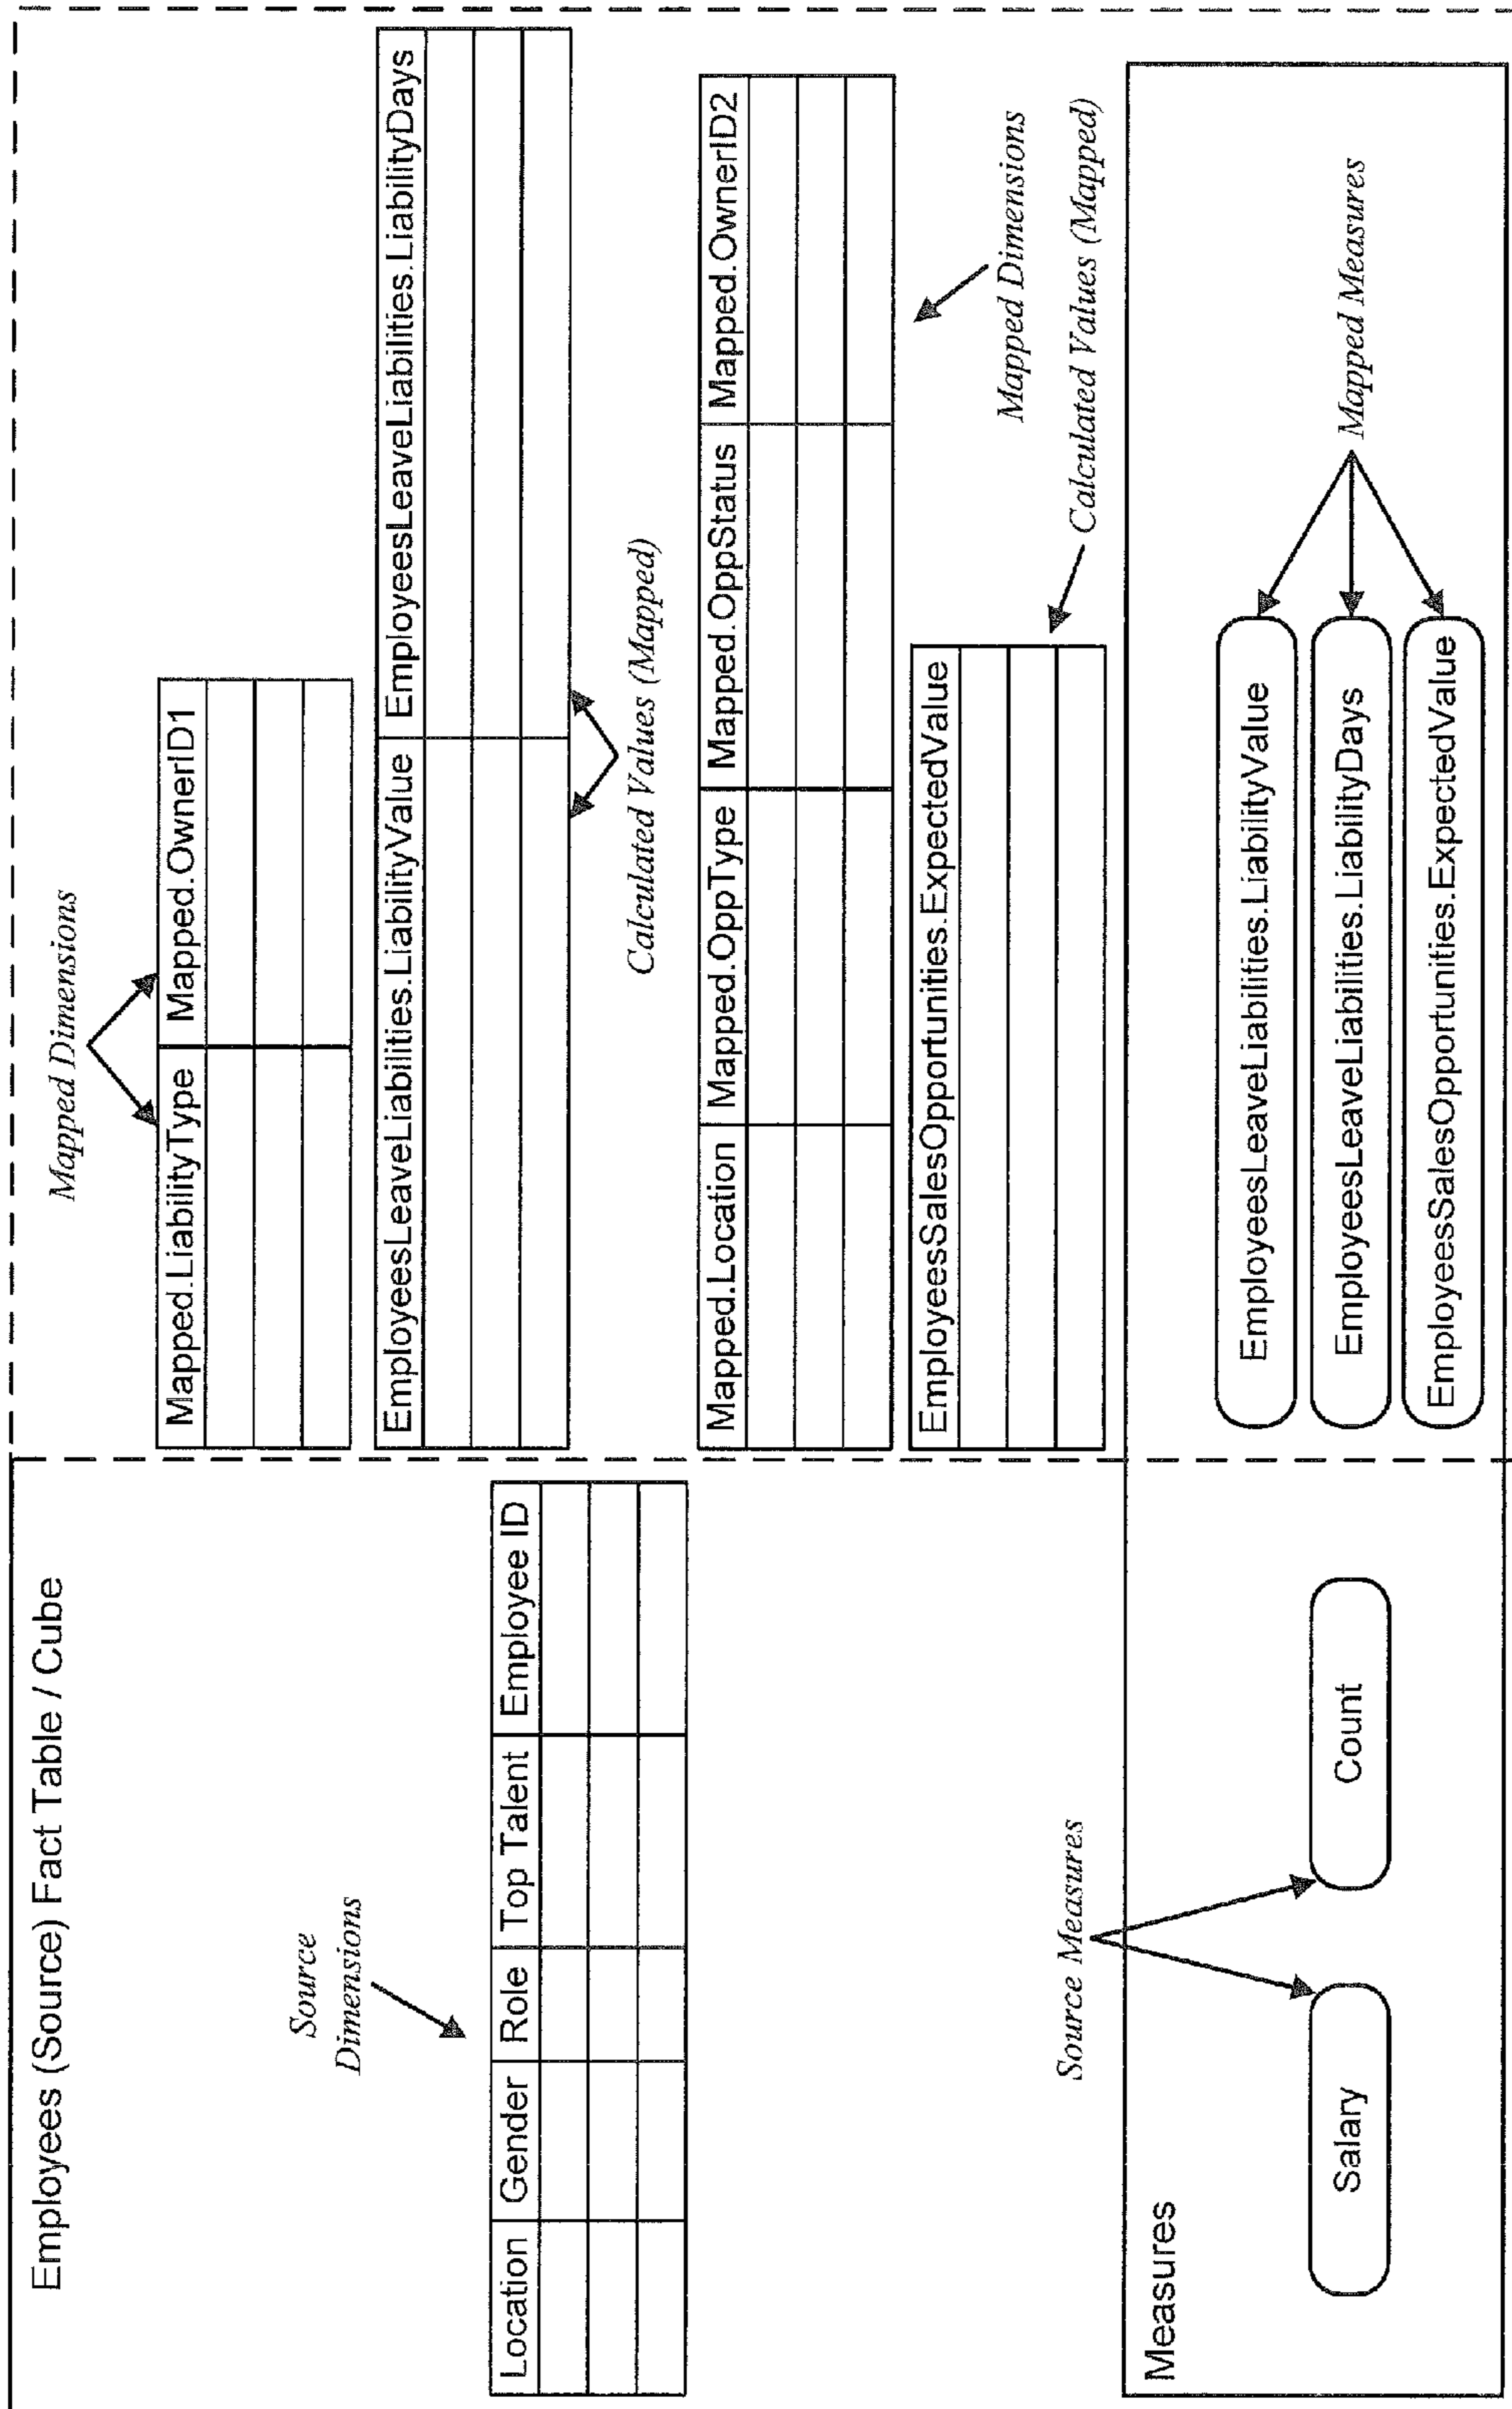 Employees (Source) Fact Table / Cube
Source
Dimensions
Location Gender Role Top Talent Employee ID
Mapped Dimensions
Mapped.LiabilityType Mapped.OwnerID1
EmployeesLeaveLiabilities.LiabilityValue EmployeesLeaveLiabilities.LiabilityDays
Calculated Values (Mapped)
Mapped.Location Mapped.OppType Mapped.OppStatus Mapped.OwnerID2
Mapped Dimensions
EmployeesSalesOpportunities.ExpectedValue
Calculated Values (Mapped)
Source Measures
Measures
Salary
Count
EmployeesLeaveLiabilities.LiabilityValue
EmployeesLeaveLiabilities.LiabilityDays
EmployeesSalesOpportunities.ExpectedValue
Mapped Measures